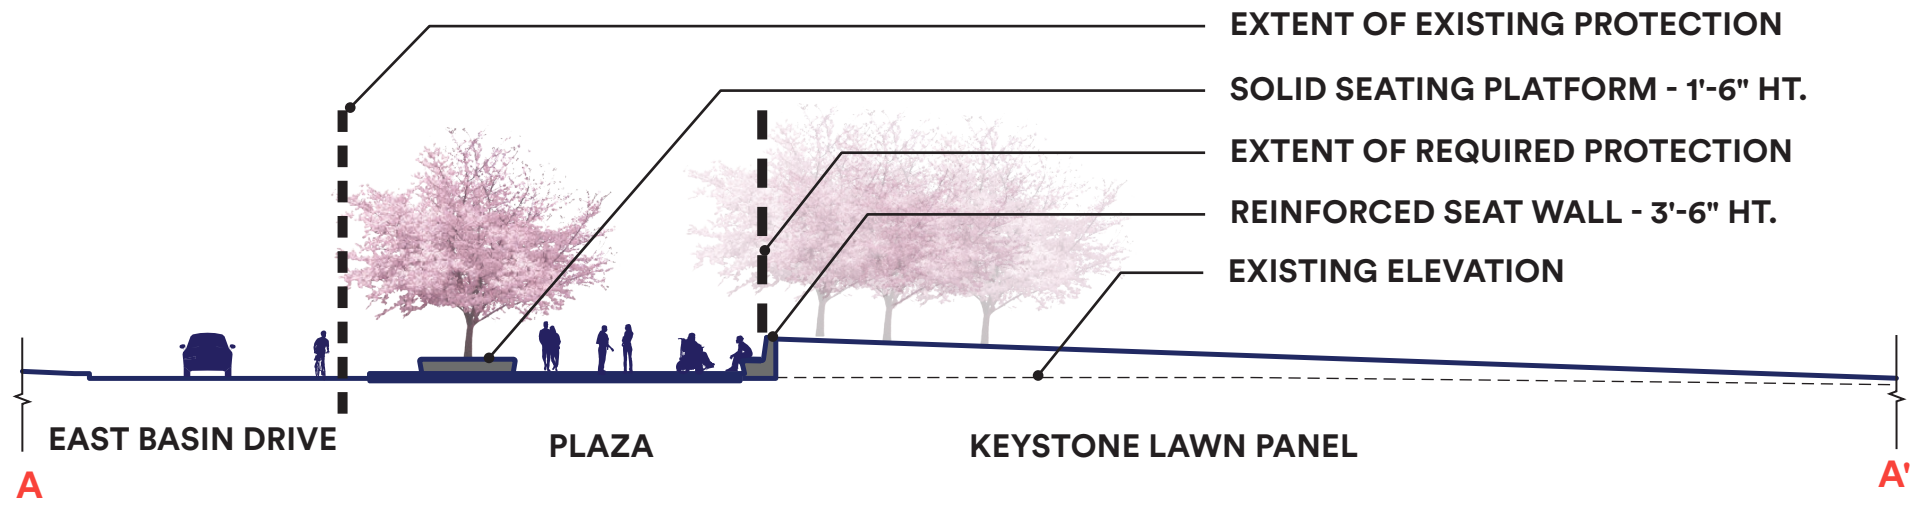 EXTENT OF EXISTING PROTECTION
SOLID SEATING PLATFORM - 1'-6" HT.
EXTENT OF REQUIRED PROTECTION
REINFORCED SEAT WALL - 3'-6" HT.
EXISTING ELEVATION
EAST BASIN DRIVE
PLAZA
KEYSTONE LAWN PANEL
A
A'